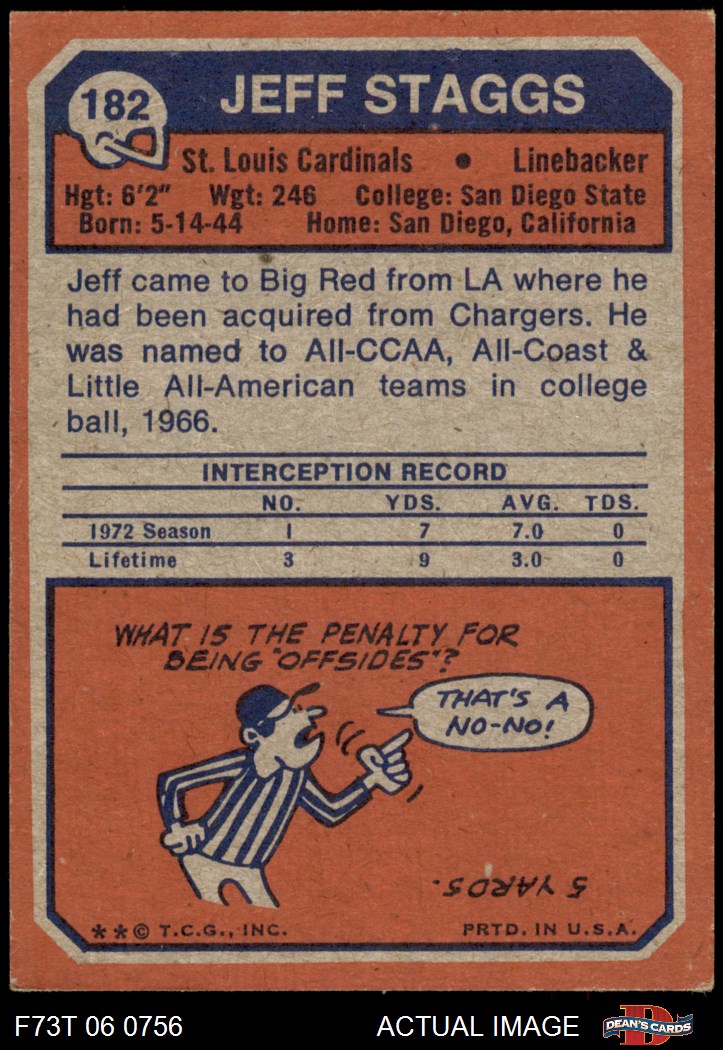 182
JEFF STAGGS
St. Louis Cardinals • Linebacker
Hgt: 6'2" Wgt: 246 College: San Diego State
Born: 5-14-44 Home: San Diego, California
Jeff came to Big Red from LA where he
had been acquired from Chargers. He
was named to All-CCAA, All-Coast &
Little All-American teams in college
ball, 1966.
INTERCEPTION RECORD
NO. YDS. AVG. TDS.
1972 Season 1 7 7.0 0
Lifetime 3 9 3.0 0
WHAT IS THE PENALTY FOR
BEING "OFFSIDES"?
THAT'S A
NO-NO!
5 YARDS.
**© T.C.G., INC. PRTD. IN U.S.A.
F73T 06 0756 ACTUAL IMAGE DEAN'S CARDS